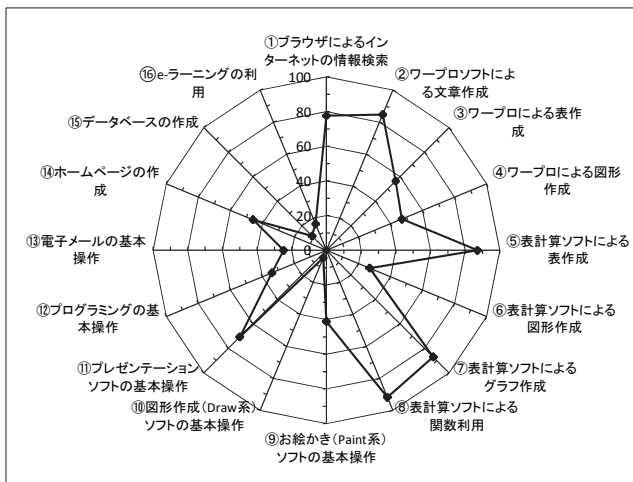 ①ブラウザによるイン
ターネットの情報検索
②ワープロソフトによ
る文章作成
③ワープロによる表作
成
④ワープロによる図形
作成
⑤表計算ソフトによる
表作成
⑥表計算ソフトによる
図形作成
⑦表計算ソフトによる
グラフ作成
⑧表計算ソフトによる
関数利用
⑨お絵かき(Paint系)
ソフトの基本操作
⑩図形作成(Draw系)
ソフトの基本操作
⑪プレゼンテーション
ソフトの基本操作
⑫プログラミングの基
本操作
⑬電子メールの基本
操作
⑭ホームページの作
成
⑮データベースの作成
⑯e-ラーニングの利
用
100
80
60
40
20
0